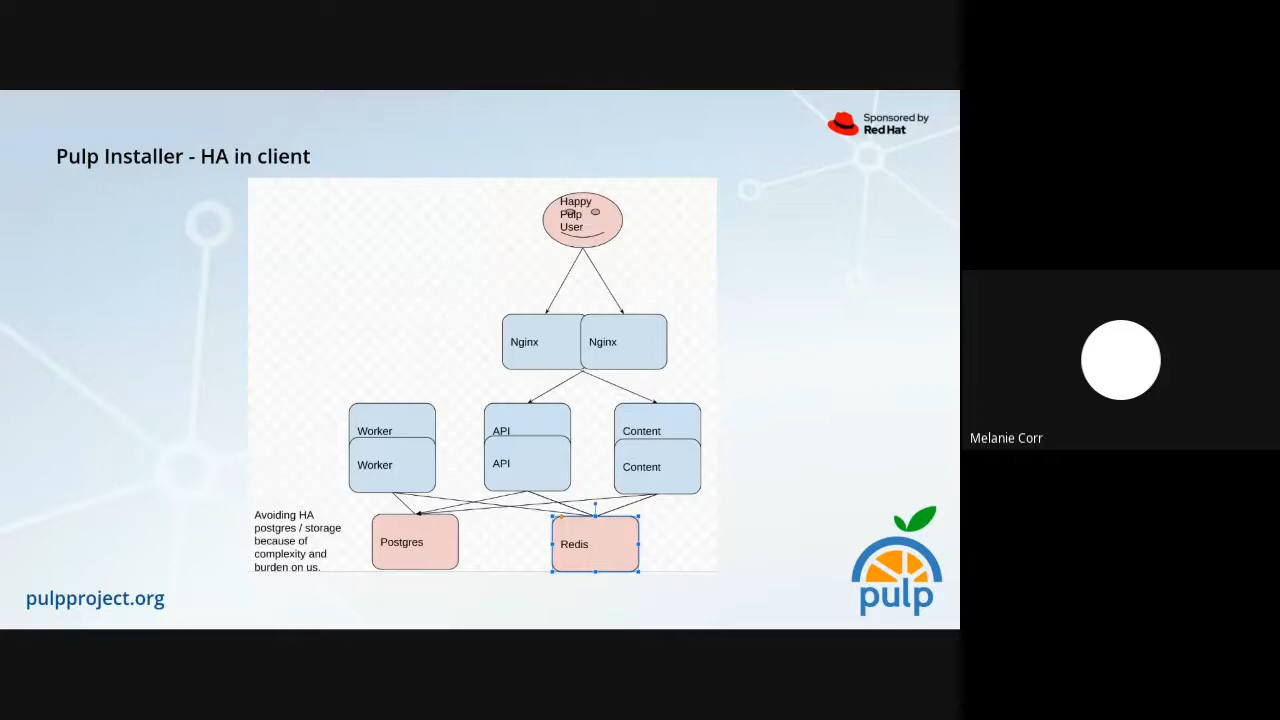 Sponsored by
Red Hat
Pulp Installer - HA in client
Happy
Pulp
User
Nginx
Nginx
Worker
API
Content
Worker
API
Content
Melanie Corr
Avoiding HA
postgres / storage
because of
complexity and
burden on us.
Postgres
Redis
pulpproject.org
pulp